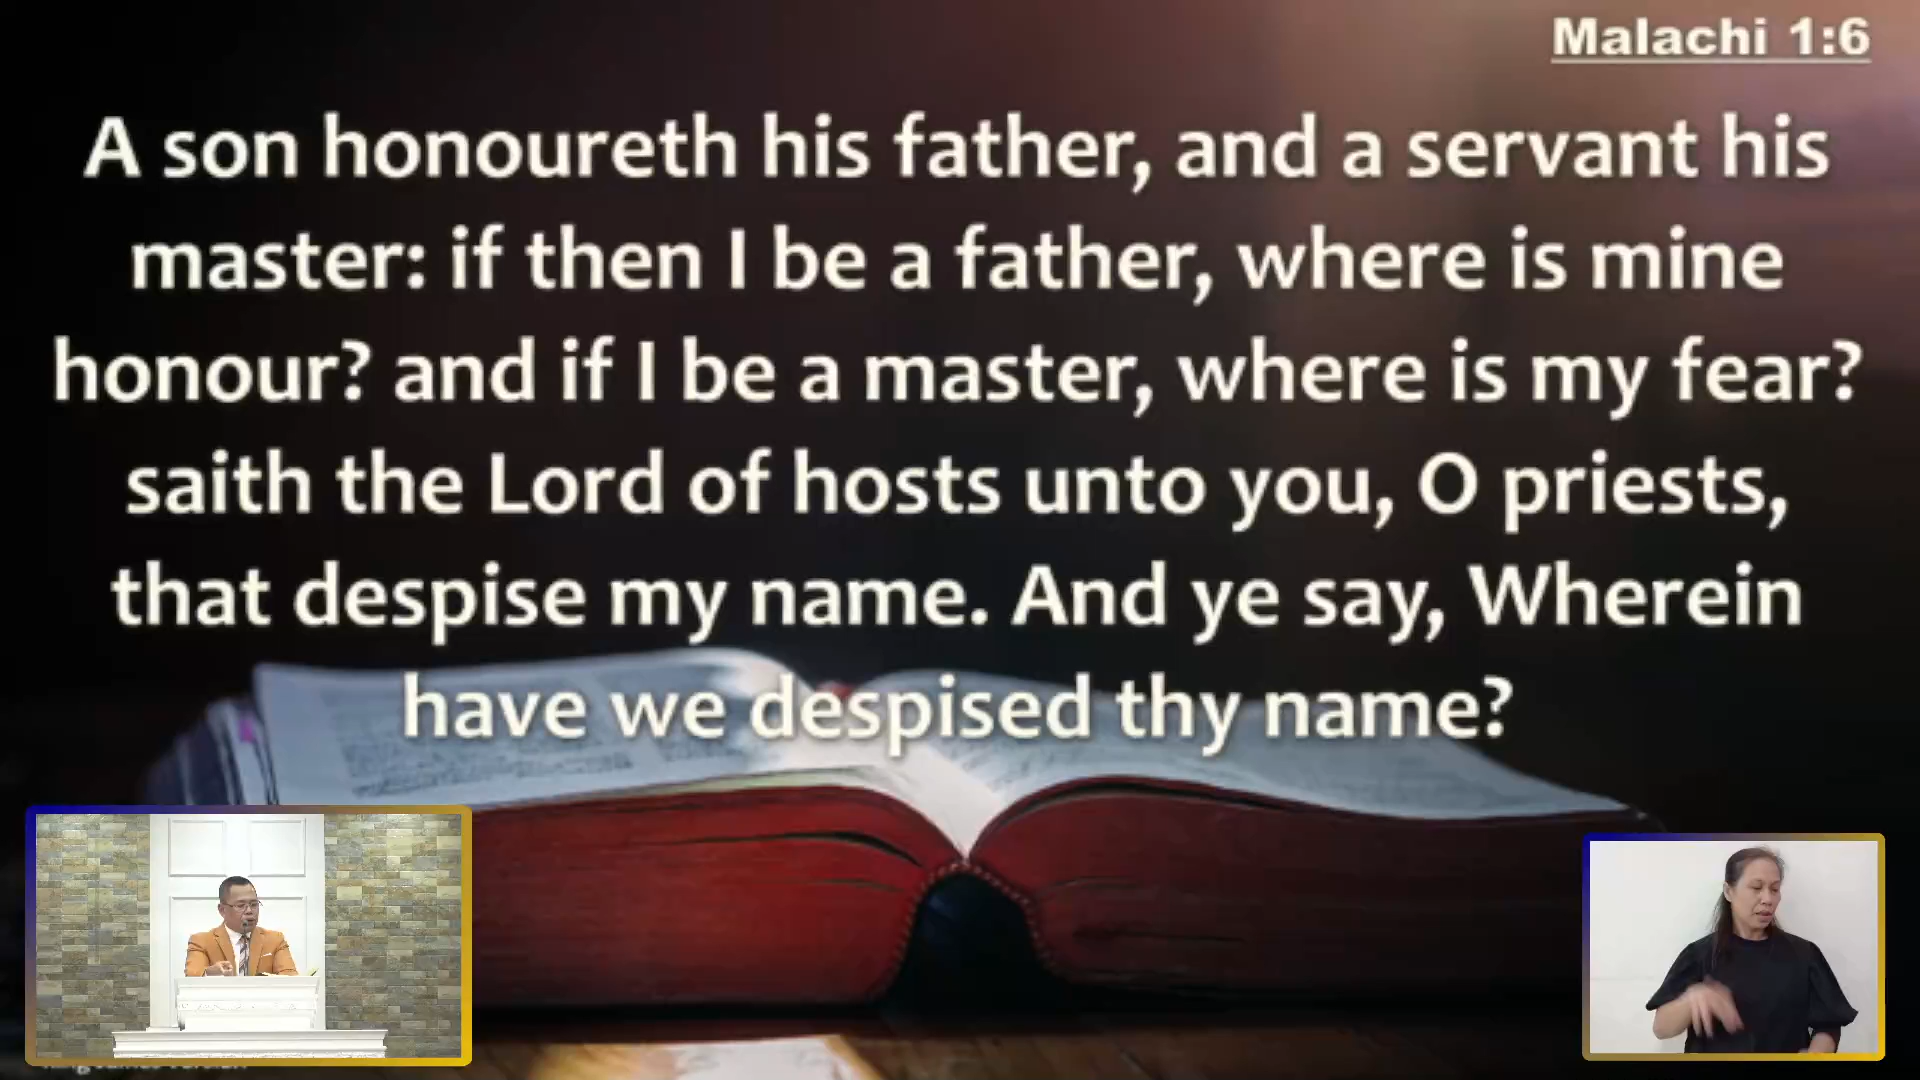 Malachi 1:6
A son honoureth his father, and a servant his
master: if then I be a father, where is mine
honour? and if I be a master, where is my fear?
saith the Lord of hosts unto you, O priests,
that despise my name. And ye say, Wherein
have we despised thy name?